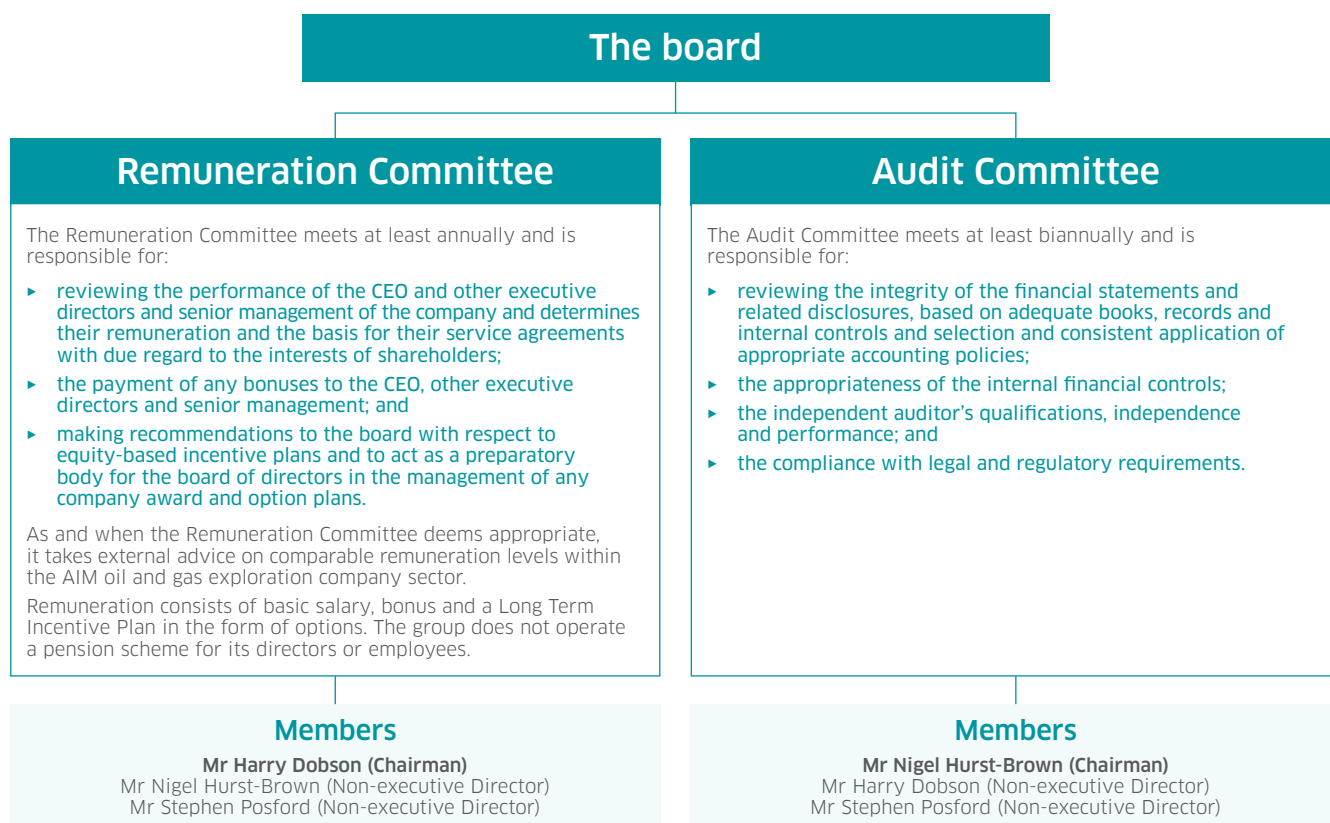 The board
Remuneration Committee
The Remuneration Committee meets at least annually and is
responsible for:
▸ reviewing the performance of the CEO and other executive
directors and senior management of the company and determines
their remuneration and the basis for their service agreements
with due regard to the interests of shareholders;
▸ the payment of any bonuses to the CEO, other executive
directors and senior management; and
▸ making recommendations to the board with respect to
equity-based incentive plans and to act as a preparatory
body for the board of directors in the management of any
company award and option plans.
As and when the Remuneration Committee deems appropriate,
it takes external advice on comparable remuneration levels within
the AIM oil and gas exploration company sector.
Remuneration consists of basic salary, bonus and a Long Term
Incentive Plan in the form of options. The group does not operate
a pension scheme for its directors or employees.
Members
Mr Harry Dobson (Chairman)
Mr Nigel Hurst-Brown (Non-executive Director)
Mr Stephen Posford (Non-executive Director)
Audit Committee
The Audit Committee meets at least biannually and is
responsible for:
▸ reviewing the integrity of the financial statements and
related disclosures, based on adequate books, records and
internal controls and selection and consistent application of
appropriate accounting policies;
▸ the appropriateness of the internal financial controls;
▸ the independent auditor's qualifications, independence
and performance; and
▸ the compliance with legal and regulatory requirements.
Members
Mr Nigel Hurst-Brown (Chairman)
Mr Harry Dobson (Non-executive Director)
Mr Stephen Posford (Non-executive Director)